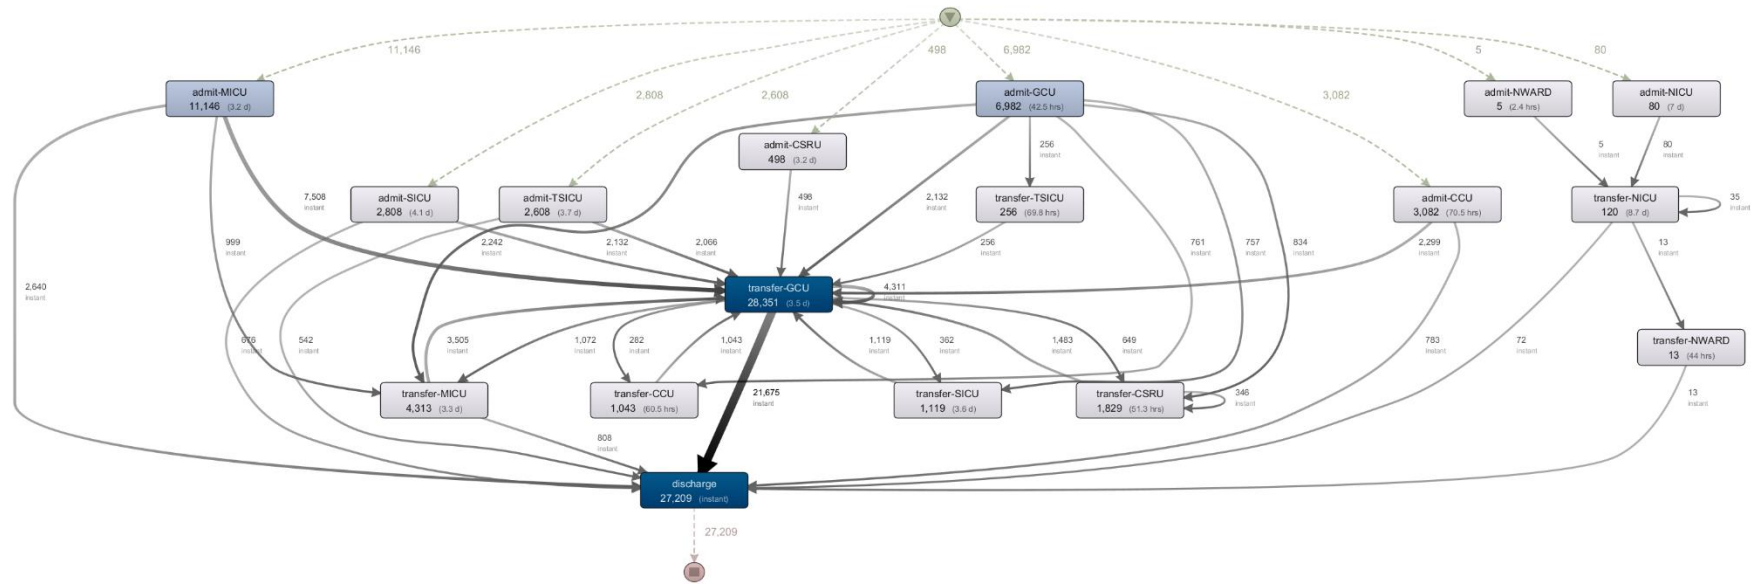 11,146
498
6,982
5
80
admit-MICU
11,146 (3.2 d)
2,808
2,608
admit-GCU
6,982 (42.5 hrs)
3,082
admit-NWARD
5 (2.4 hrs)
admit-NICU
80 (7 d)
admit-CSRU
498 (3.2 d)
256
instant
5
instant
80
instant
7,508
instant
admit-SICU
2,808 (4.1 d)
admit-TSICU
2,608 (3.7 d)
498
instant
2,132
instant
transfer-TSICU
256 (69.8 hrs)
admit-CCU
3,082 (70.5 hrs)
transfer-NICU
120 (8.7 d)
35
instant
999
instant
2,242
instant
2,132
instant
2,066
instant
256
instant
761
instant
757
instant
834
instant
2,299
instant
13
instant
2,640
instant
transfer-GCU
28,351 (3.5 d)
4,311
instant
676
instant
542
instant
3,505
instant
1,072
instant
282
instant
1,043
instant
1,119
instant
362
instant
1,483
instant
649
instant
783
instant
72
instant
transfer-NWARD
13 (44 hrs)
transfer-MICU
4,313 (3.3 d)
transfer-CCU
1,043 (60.5 hrs)
21,675
instant
transfer-SICU
1,119 (3.6 d)
transfer-CSRU
1,829 (51.3 hrs)
346
instant
13
instant
808
instant
discharge
27,209 (instant)
27,209